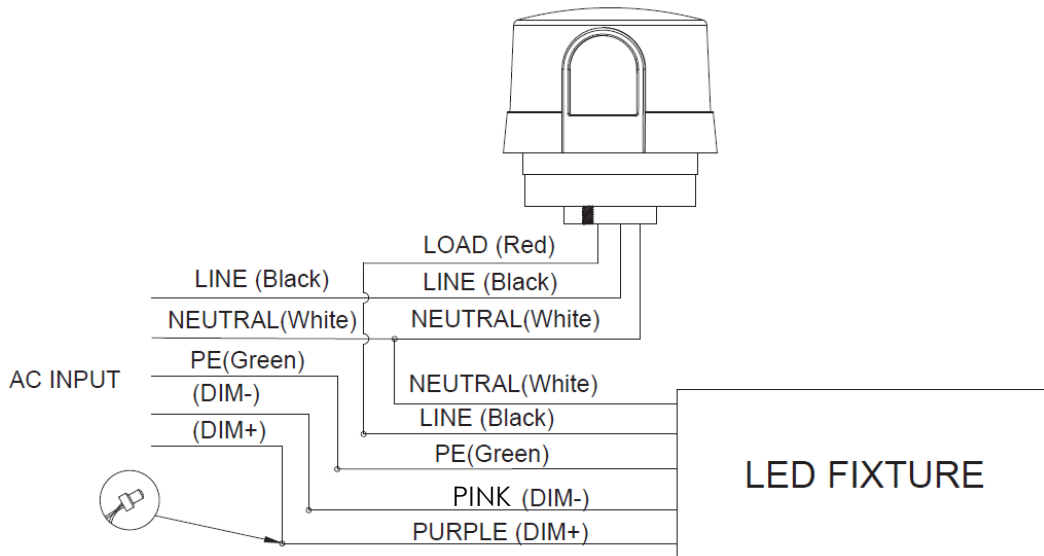 LOAD (Red)
LINE (Black)
LINE (Black)
NEUTRAL(White)
NEUTRAL(White)
PE(Green)
AC INPUT
(DIM-)
NEUTRAL(White)
(DIM+)
LINE (Black)
PE(Green)
LED FIXTURE
PINK (DIM-)
PURPLE (DIM+)